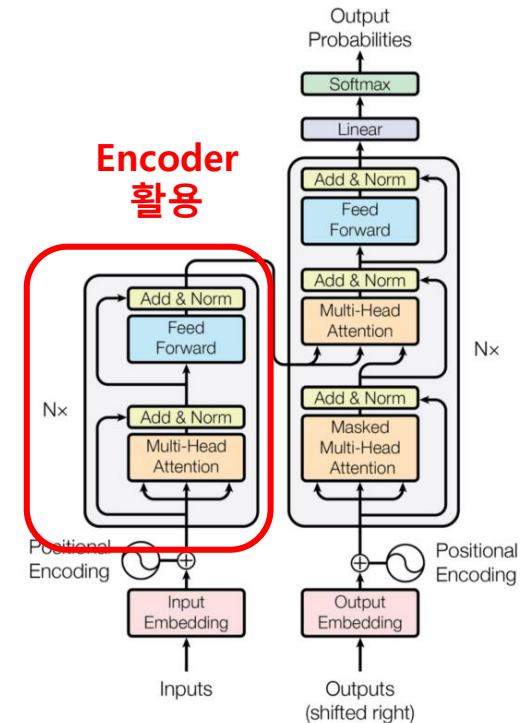 Output
Probabilities
Softmax
Linear
Encoder
활용
Add & Norm
Feed
Forward
Add & Norm
Multi-Head
Attention
Nx
Positional
Encoding
Input
Embedding
Inputs
Add & Norm
Feed
Forward
Add & Norm
Multi-Head
Attention
Nx
Add & Norm
Masked
Multi-Head
Attention
Positional
Encoding
Output
Embedding
Outputs
(shifted right)